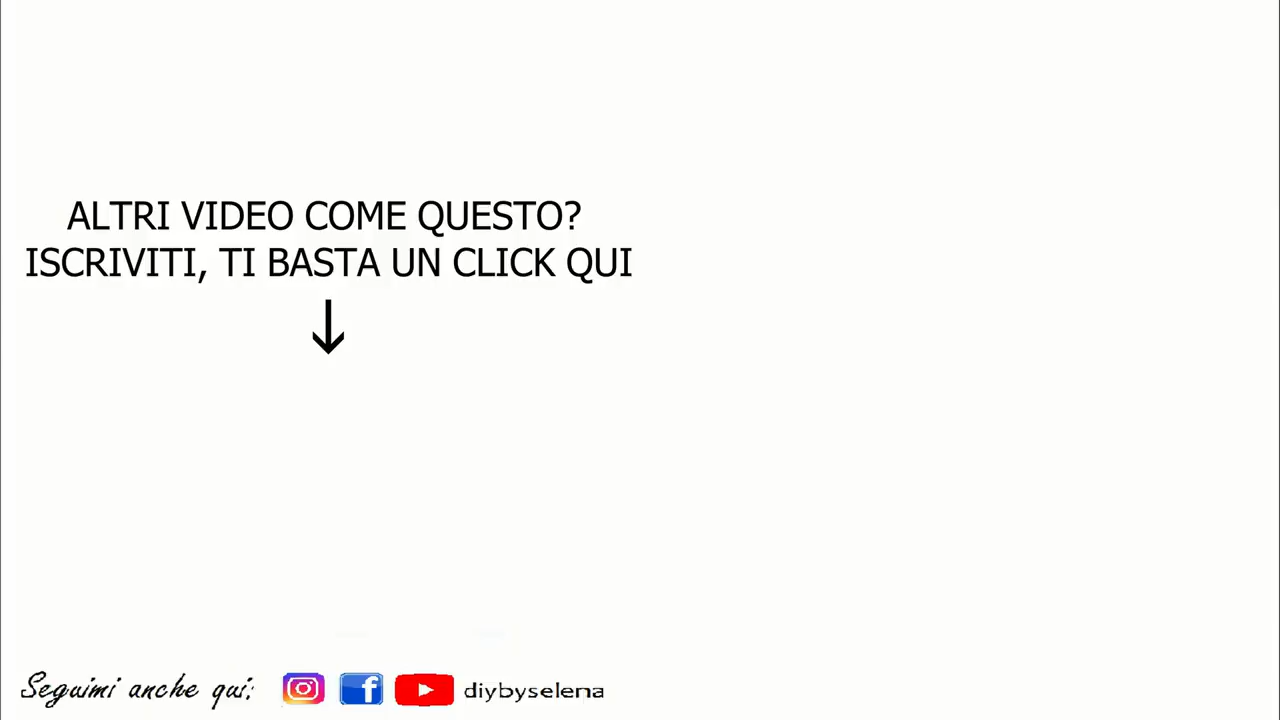 ALTRI VIDEO COME QUESTO?
ISCRIVITI, TI BASTA UN CLICK QUI
Seguimi anche qui: diybyselena